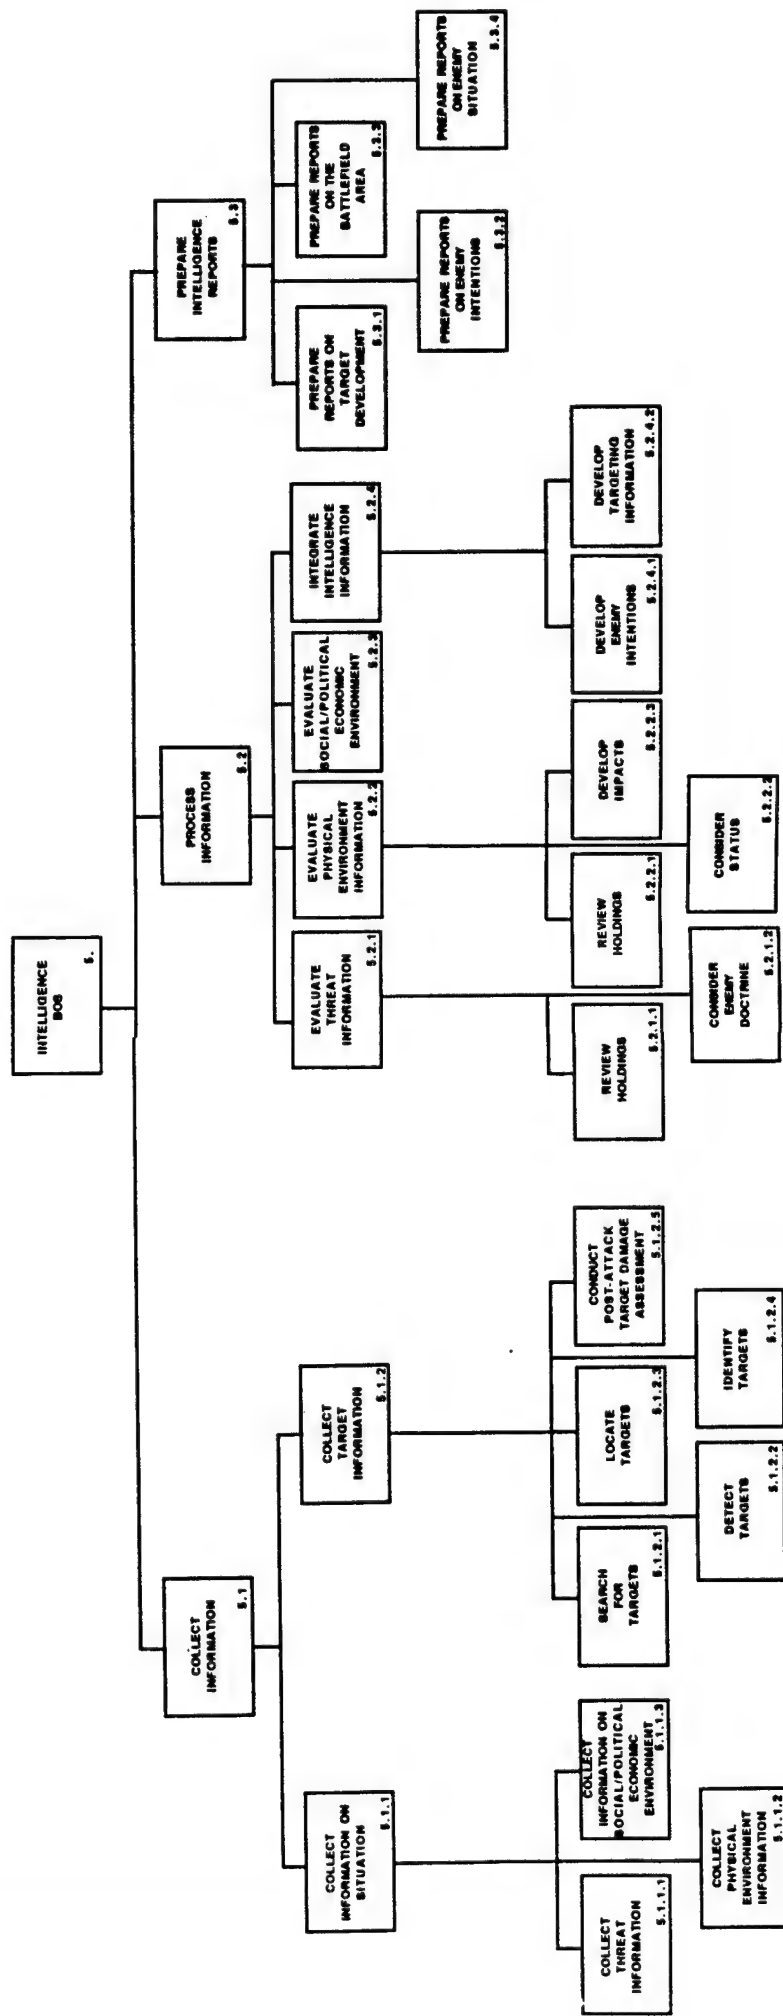 INTELLIGENCE
BOS
5.
COLLECT
INFORMATION
5.1
PROCESS
INFORMATION
5.2
PREPARE
INTELLIGENCE
REPORTS
5.3
COLLECT
INFORMATION ON
SITUATION
5.1.1
COLLECT
TARGET
INFORMATION
5.1.2
EVALUATE
THREAT
INFORMATION
5.2.1
EVALUATE
PHYSICAL
ENVIRONMENT
INFORMATION
5.2.2
EVALUATE
SOCIAL/POLITICAL
ECONOMIC
ENVIRONMENT
5.2.3
INTEGRATE
INTELLIGENCE
INFORMATION
5.2.4
PREPARE
REPORTS ON
TARGET
DEVELOPMENT
5.3.1
PREPARE REPORTS
ON THE
BATTLEFIELD
AREA
5.3.3
PREPARE REPORTS
ON ENEMY
INTENTIONS
5.3.2
PREPARE REPORTS
ON ENEMY
SITUATION
5.3.4
COLLECT
THREAT
INFORMATION
5.1.1.1
COLLECT
INFORMATION ON
SOCIAL/POLITICAL
ECONOMIC
ENVIRONMENT
5.1.1.3
SEARCH
FOR
TARGETS
5.1.2.1
LOCATE
TARGETS
5.1.2.3
CONDUCT
POST-ATTACK
TARGET DAMAGE
ASSESSMENT
5.1.2.5
REVIEW
HOLDINGS
5.2.1.1
REVIEW
HOLDINGS
5.2.2.1
DEVELOP
IMPACTS
5.2.2.3
DEVELOP
ENEMY
INTENTIONS
5.2.4.1
DEVELOP
TARGETING
INFORMATION
5.2.4.2
COLLECT
PHYSICAL
ENVIRONMENT
INFORMATION
5.1.1.2
DETECT
TARGETS
5.1.2.2
IDENTIFY
TARGETS
5.1.2.4
CONSIDER
ENEMY
DOCTRINE
5.2.1.2
CONSIDER
STATUS
5.2.2.2